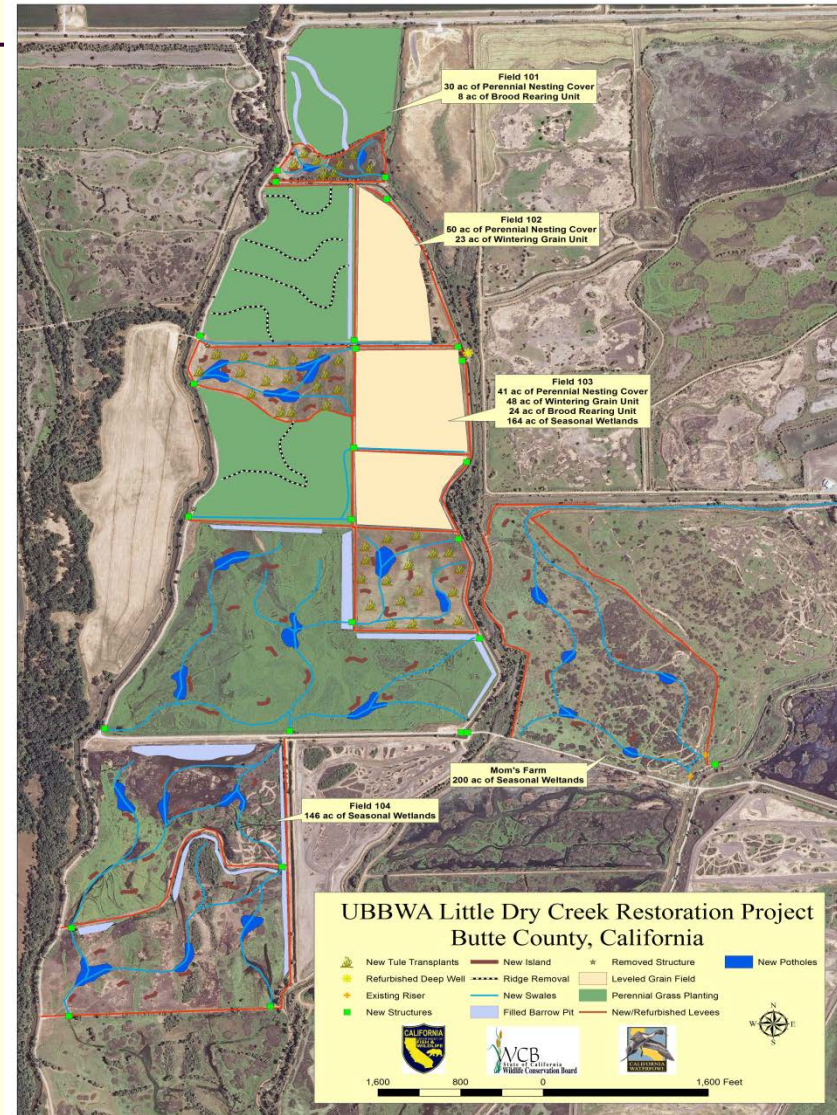 Field 101
30 ac of Perennial Nesting Cover
8 ac of Brood Rearing Unit
Field 102
50 ac of Perennial Nesting Cover
23 ac of Wintering Grain Unit
Field 103
41 ac of Perennial Nesting Cover
48 ac of Wintering Grain Unit
24 ac of Brood Rearing Unit
164 ac of Seasonal Wetlands
Mom's Farm
200 ac of Seasonal Weltands
Field 104
146 ac of Seasonal Wetlands
UBBWA Little Dry Creek Restoration Project
Butte County, California
New Tule Transplants
New Island
Removed Structure
New Potholes
Refurbished Deep Well
Ridge Removal
Leveled Grain Field
Existing Riser
New Swales
Perennial Grass Planting
New Structures
Filled Barrow Pit
New/Refurbished Levees
CALIFORNIA
FISH &
WILDLIFE
WCB
State of California
Wildlife Conservation Board
CALIFORNIA
WATERFOWL
N
W E
S
1,600 800 0 1,600 Feet